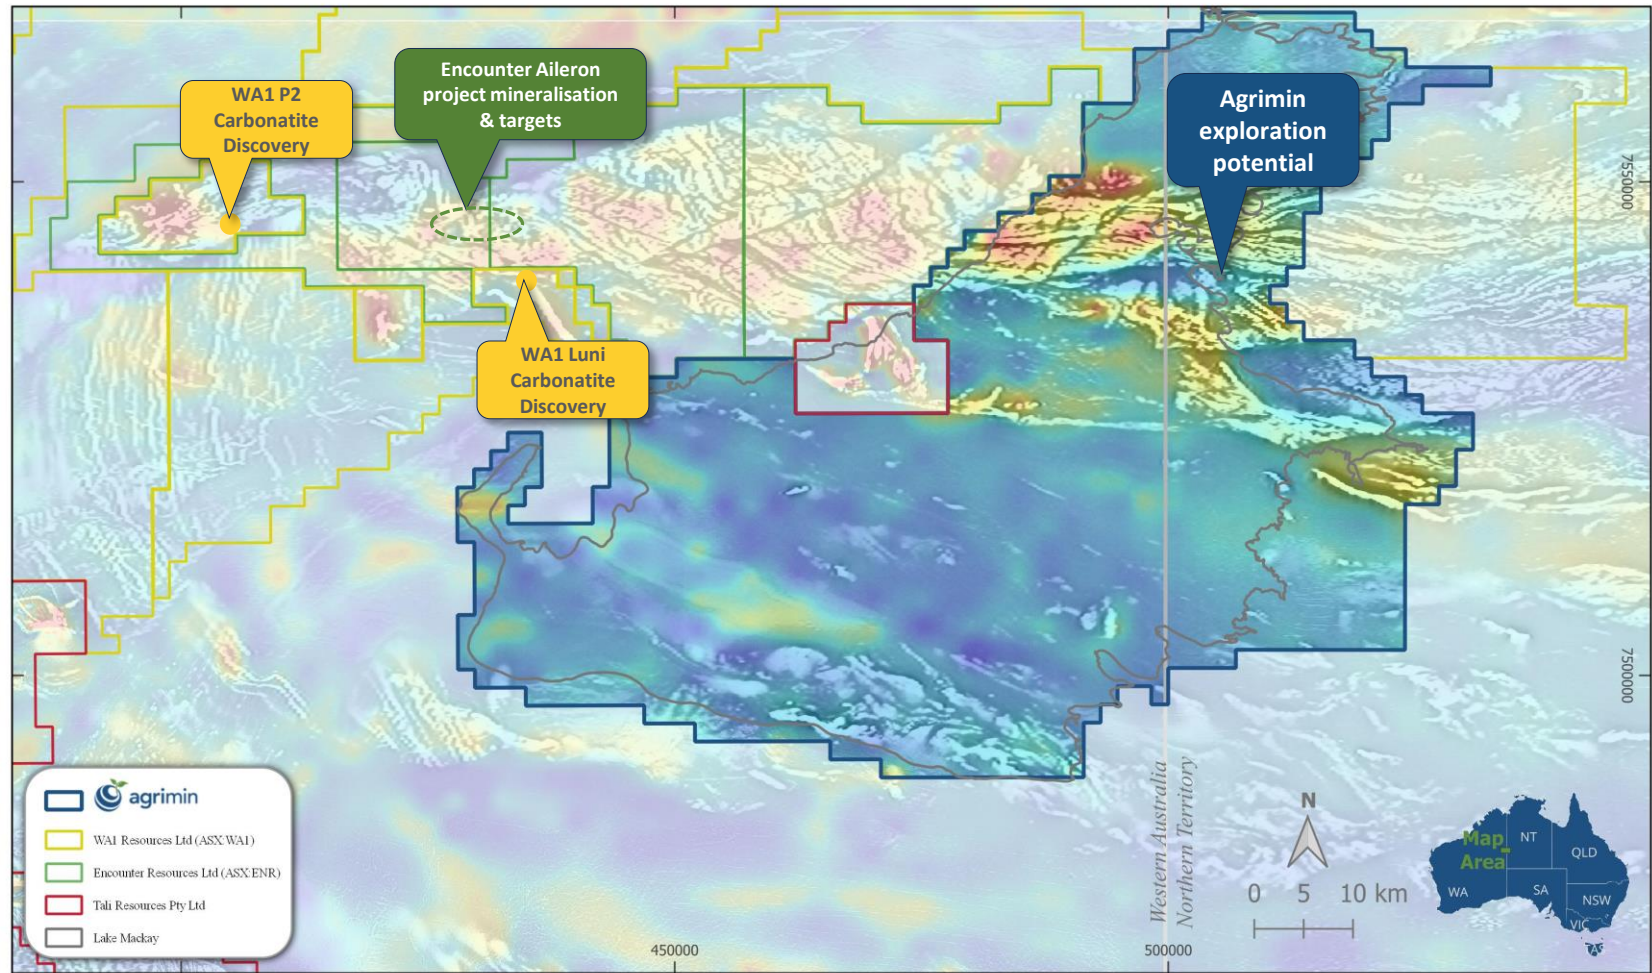 WA1 P2
Carbonatite
Discovery
Encounter Aileron
project mineralisation
& targets
Agrimin
exploration
potential
7550000
WA1 Luni
Carbonatite
Discovery
7500000
Western Australia
Northern Territory
agrimin
WA1 Resources Ltd (ASX:WA1)
Encounter Resources Ltd (ASX:ENR)
Tali Resources Pty Ltd
Lake Mackay
450000
500000
N
0 5 10 km
Map
Area
NT
QLD
WA
SA
NSW
VIC
TAS